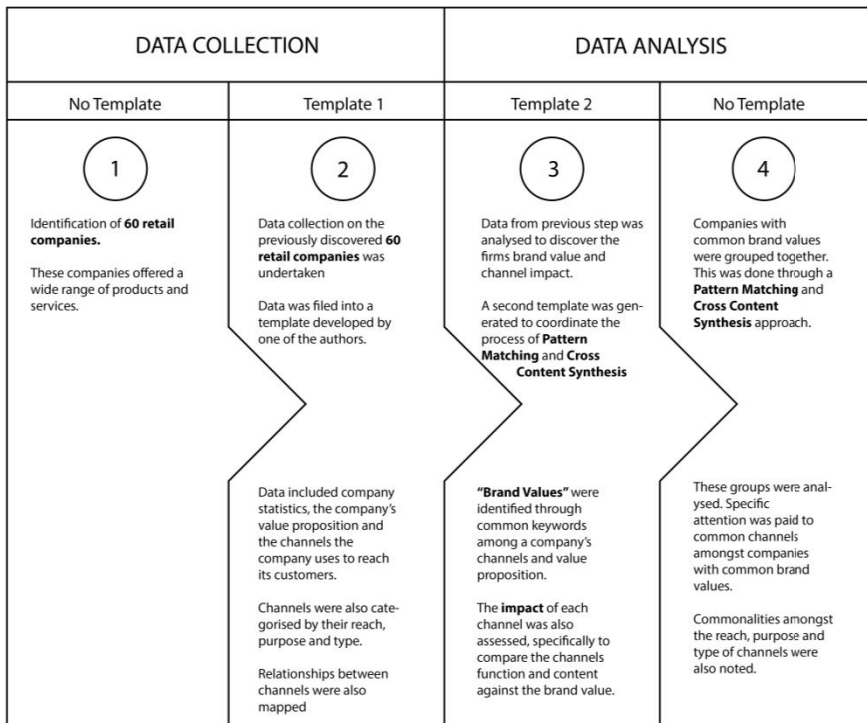 DATA COLLECTION
DATA ANALYSIS
No Template
Template 1
Template 2
No Template
1
Identification of 60 retail
companies.
These companies offered a
wide range of products and
services.
2
Data collection on the
previously discovered 60
retail companies was
undertaken
Data was filed into a
template developed by
one of the authors.
Data included company
statistics, the company's
value proposition and
the channels the
company uses to reach
its customers.
Channels were also cate-
gorised by their reach,
purpose and type.
Relationships between
channels were also
mapped
3
Data from previous step was
analysed to discover the
firms brand value and
channel impact.
A second template was gen-
erated to coordinate the
process of Pattern
Matching and Cross
Content Synthesis
"Brand Values" were
identified through
common keywords
among a company's
channels and value
proposition.
The impact of each
channel was also
assessed, specifically to
compare the channels
function and content
against the brand value.
4
Companies with
common brand values
were grouped together.
This was done through a
Pattern Matching and
Cross Content
Synthesis approach.
These groups were anal-
ysed. Specific
attention was paid to
common channels
amongst companies
with common brand
values.
Commonalities amongst
the reach, purpose and
type of channels were
also noted.